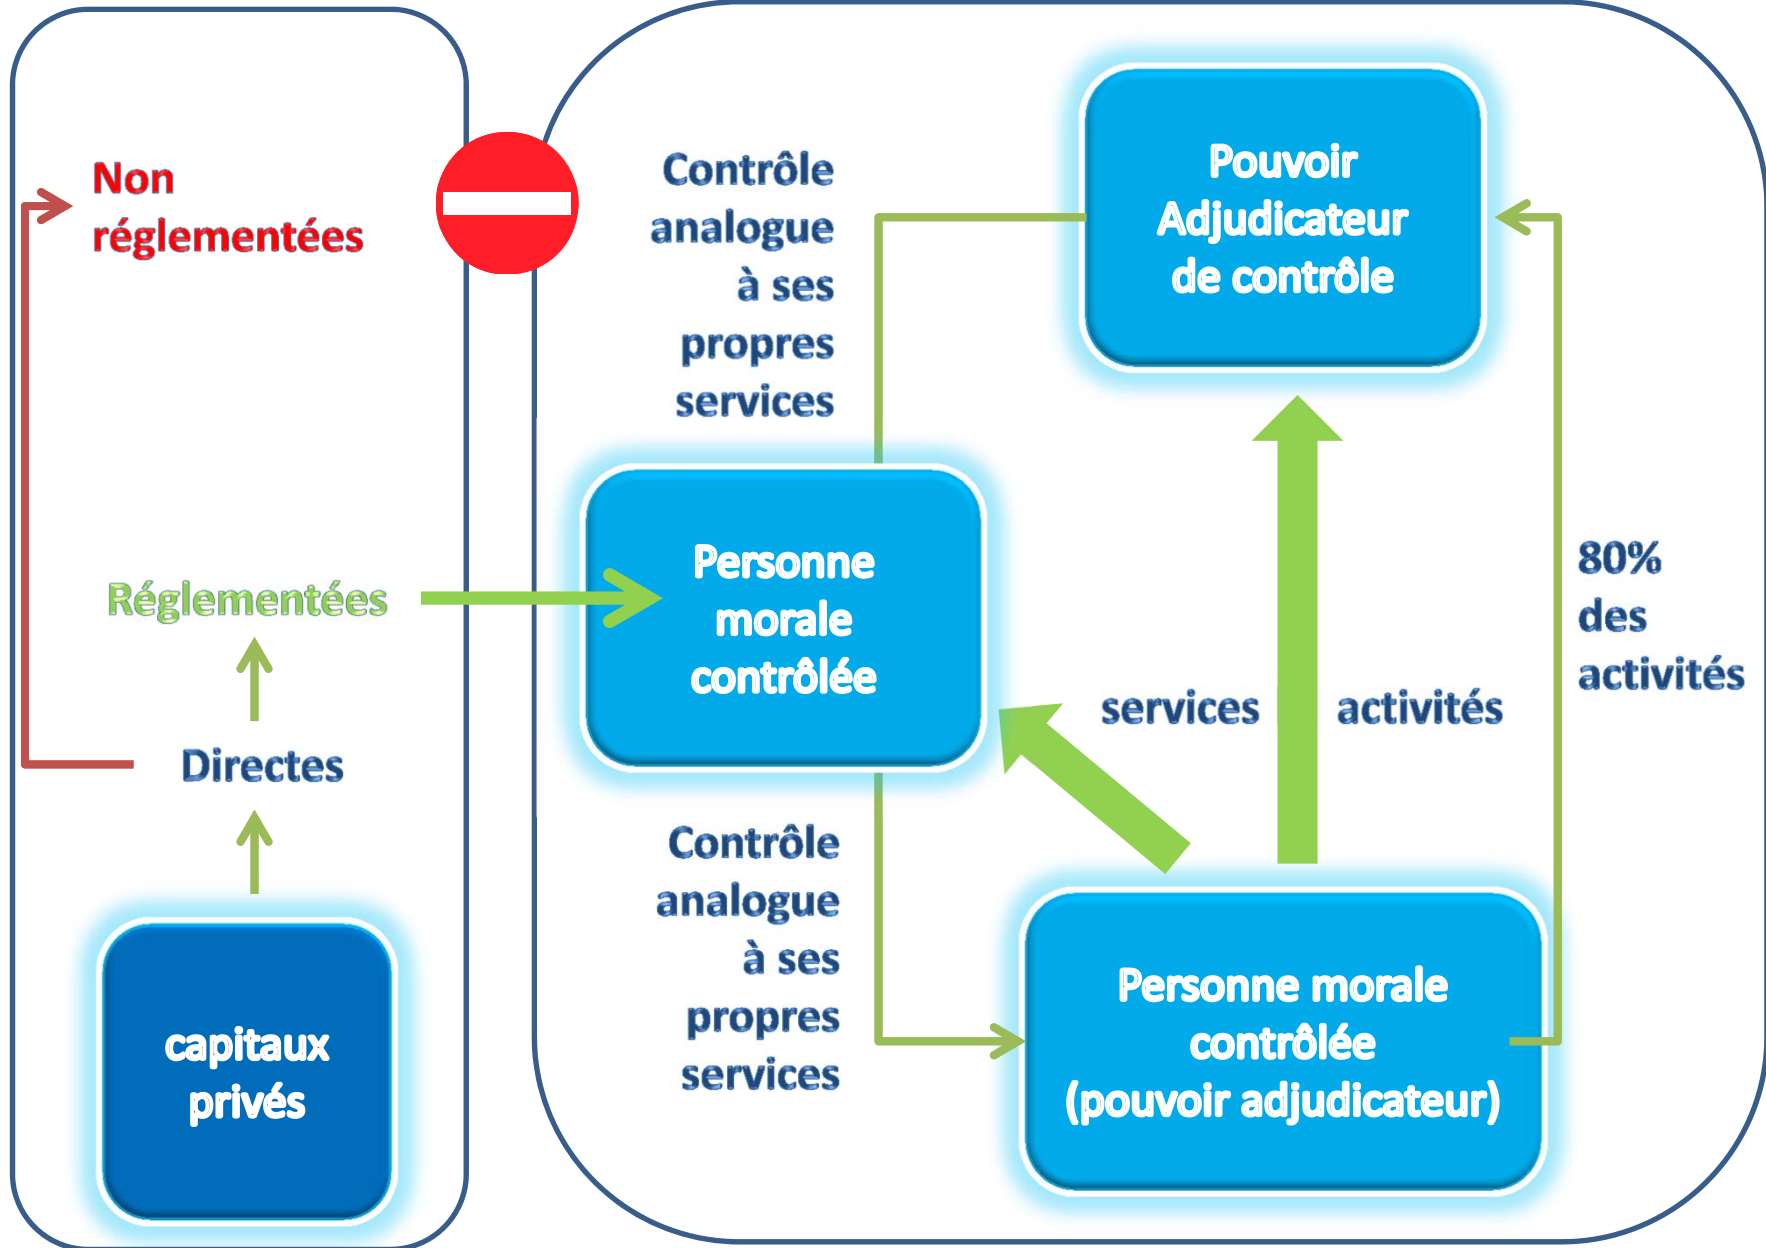 Non
réglementées
Réglementées
Directes
capitaux
privés
Contrôle
analogue
à ses
propres
services
Pouvoir
Adjudicateur
de contrôle
Personne
morale
contrôlée
services
activités
80%
des
activités
Contrôle
analogue
à ses
propres
services
Personne morale
contrôlée
(pouvoir adjudicateur)